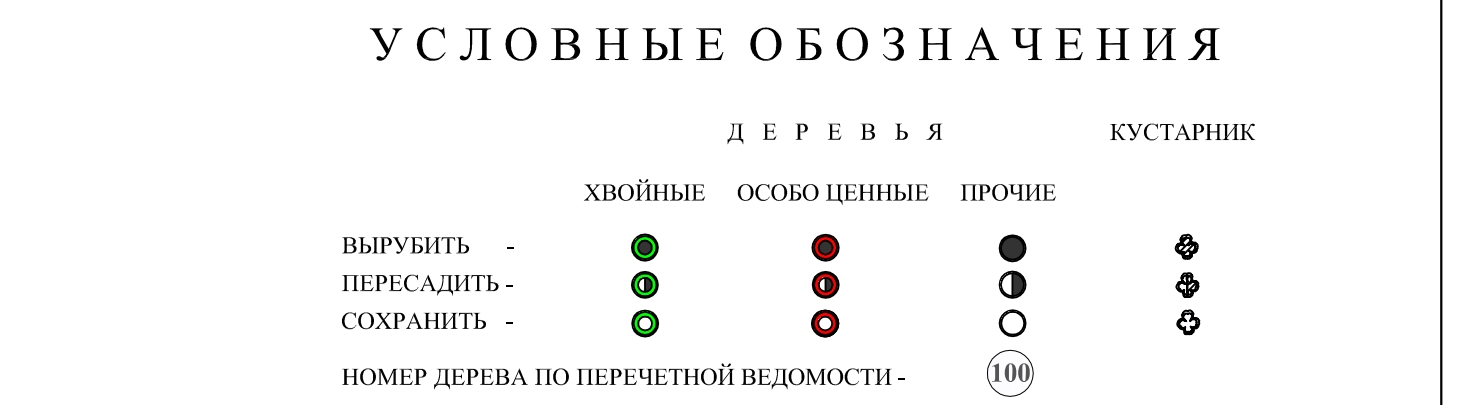 УСЛОВНЫЕ ОБОЗНАЧЕНИЯ
ДЕРЕВЬЯ КУСТАРНИК
ХВОЙНЫЕ ОСОБО ЦЕННЫЕ ПРОЧИЕ
ВЫРУБИТЬ -
ПЕРЕСАДИТЬ -
СОХРАНИТЬ -
НОМЕР ДЕРЕВА ПО ПЕРЕЧЕТНОЙ ВЕДОМОСТИ - 100